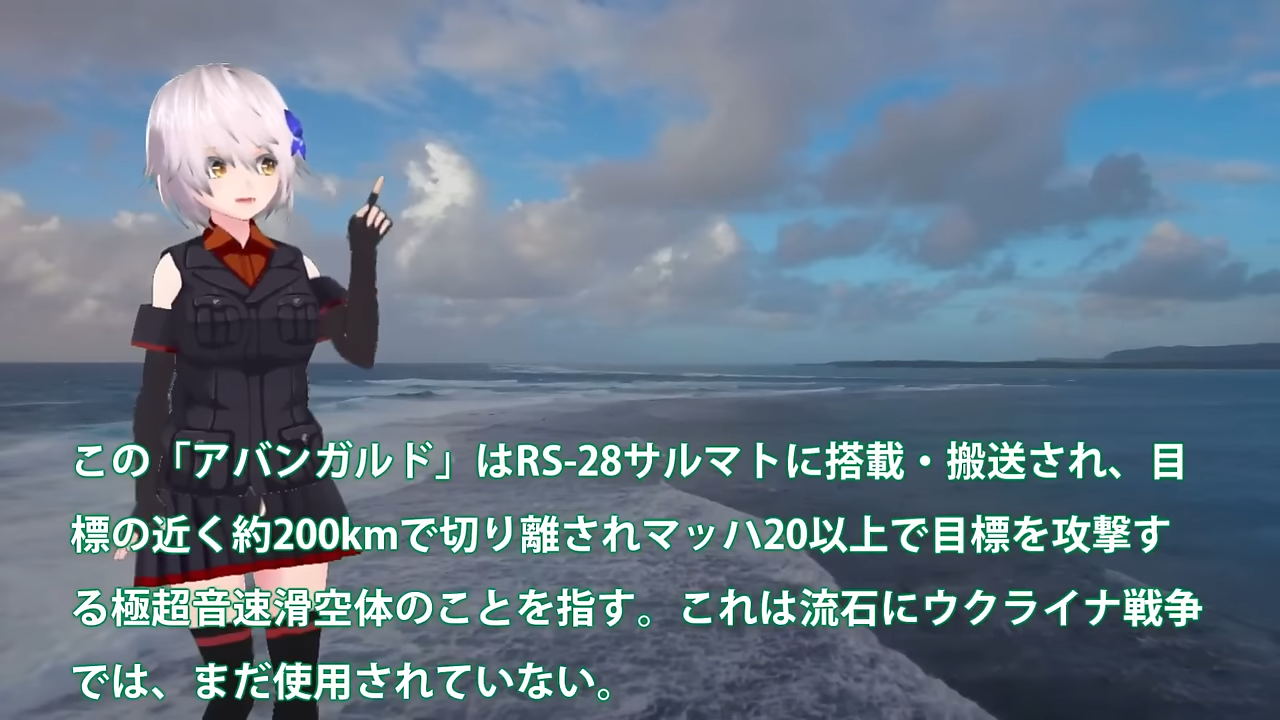 この「アバンガルド」はRS-28サルマトに搭載・搬送され、目
標の近く約200kmで切り離されマッハ20以上で目標を攻撃す
る極超音速滑空体のことを指す。これは流石にウクライナ戦争
では、まだ使用されていない。